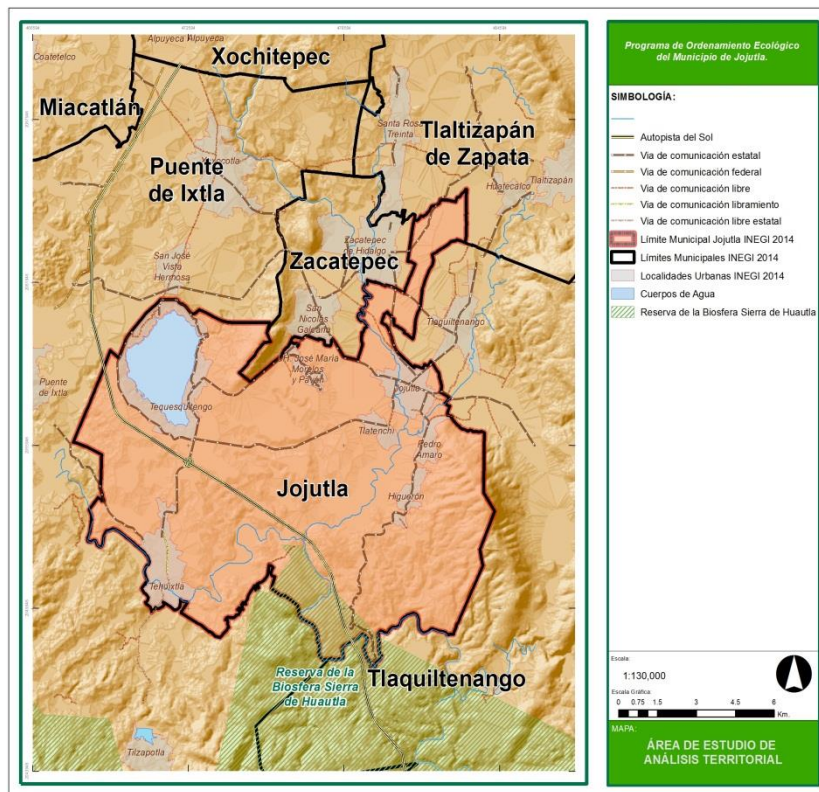 Coatetelco
Alpuyeca Alpuyeca
Xochitepec
Miacatlán
Puente
de Ixtla
Xoxocotla
Santa Rosa
Treinta
Tlaltizapán
de Zapata
Huatecalco
Tlaltizapán
San José
Vista
Hermosa
Zacatepec
de Hidalgo
Zacatepec
San
Nicolás
Galeana
Tlaquiltenango
H. José María
Morelos
y Pavón
Puente
de Ixtla
Tequesquitengo
Jojutla
Tlatenchi
Pedro
Amaro
Jojutla
Higuerón
Tehuixtla
Reserva de la
Biosfera Sierra
de Huautla
Tlaquiltenango
Tilzapotla
Programa de Ordenamiento Ecológico
del Municipio de Jojutla.
SIMBOLOGÍA:
Autopista del Sol
Via de comunicación estatal
Via de comunicación federal
Via de comunicación libre
Via de comunicación libramiento
Via de comunicación libre estatal
Límite Municipal Jojutla INEGI 2014
Límites Municipales INEGI 2014
Localidades Urbanas INEGI 2014
Cuerpos de Agua
Reserva de la Biosfera Sierra de Huautla
Escala:
1:130,000
Escala Gráfica
0 0.75 1.5 3 4.5 6
Km.
MAPA:
ÁREA DE ESTUDIO DE
ANÁLISIS TERRITORIAL